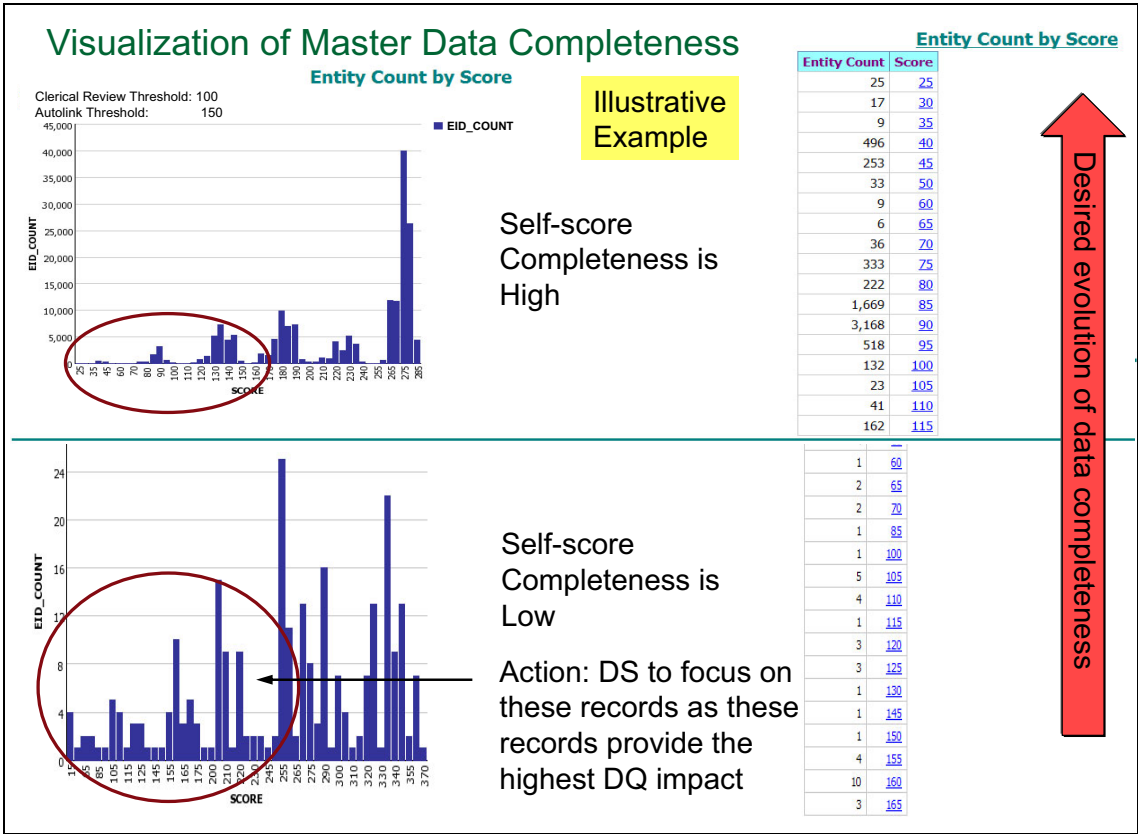 Visualization of Master Data Completeness
Entity Count by Score
Clerical Review Threshold: 100
Autolink Threshold: 150
EID_COUNT
Illustrative
Example
45,000
40,000
35,000
30,000
25,000
20,000
15,000
10,000
5,000
0
EID_COUNT
25 35 45 60 70 80 90 100 110 120 130 140 150 160 170 180 190 200 210 220 230 240 255 265 275 285
SCORE
Self-score
Completeness is
High
Entity Count by Score
Entity Count Score
25 25
17 30
9 35
496 40
253 45
33 50
9 60
6 65
36 70
333 75
222 80
1,669 85
3,168 90
518 95
132 100
23 105
41 110
162 115
Desired evolution of data completeness
24
20
16
12
8
4
0
EID_COUNT
85 105 115 125 145 155 165 175 200 210 220 230 245 255 265 275 290 300 310 320 330 340 355 370
SCORE
Self-score
Completeness is
Low
Action: DS to focus on
these records as these
records provide the
highest DQ impact
1 60
2 65
2 70
1 85
1 100
5 105
4 110
1 115
3 120
3 125
1 130
1 145
1 150
4 155
10 160
3 165